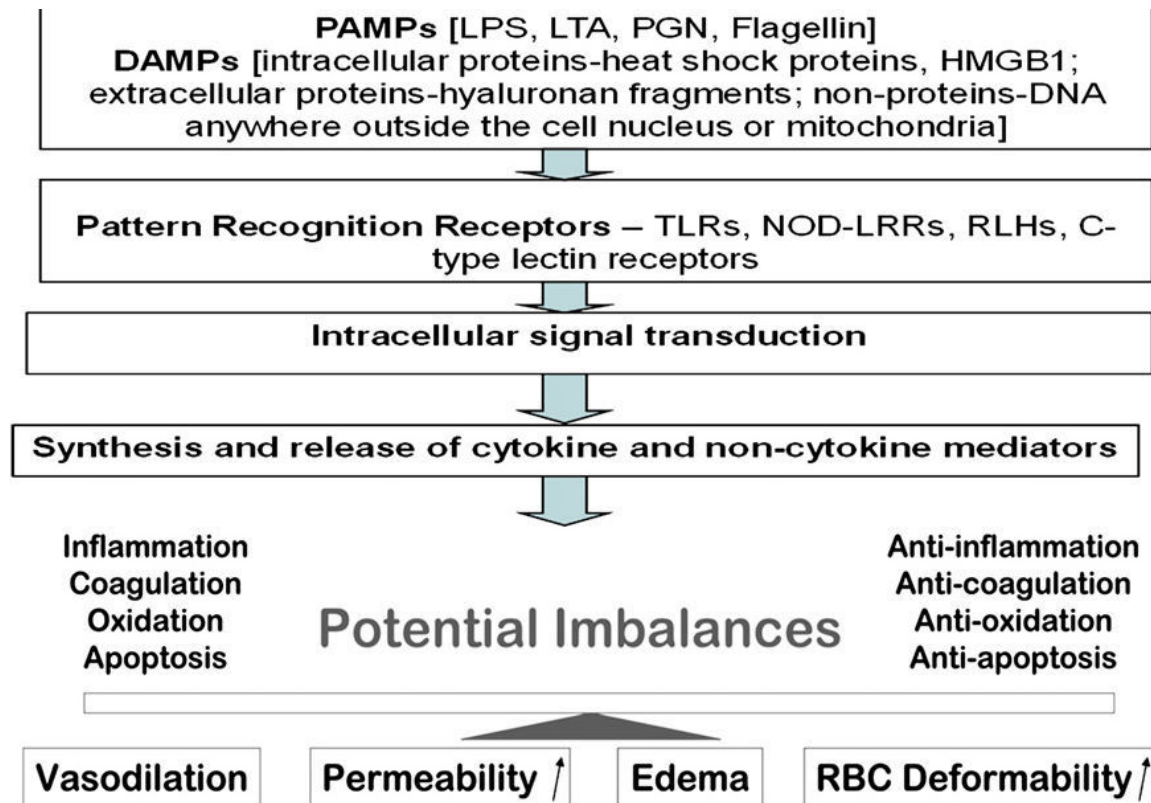 PAMPs [LPS, LTA, PGN, Flagellin]
DAMPs [intracellular proteins-heat shock proteins, HMGB1;
extracellular proteins-hyaluronan fragments; non-proteins-DNA
anywhere outside the cell nucleus or mitochondria]
Pattern Recognition Receptors – TLRs, NOD-LRRs, RLHs, C-
type lectin receptors
Intracellular signal transduction
Synthesis and release of cytokine and non-cytokine mediators
Inflammation
Coagulation
Oxidation
Apoptosis
Potential Imbalances
Anti-inflammation
Anti-coagulation
Anti-oxidation
Anti-apoptosis
Vasodilation
Permeability
Edema
RBC Deformability